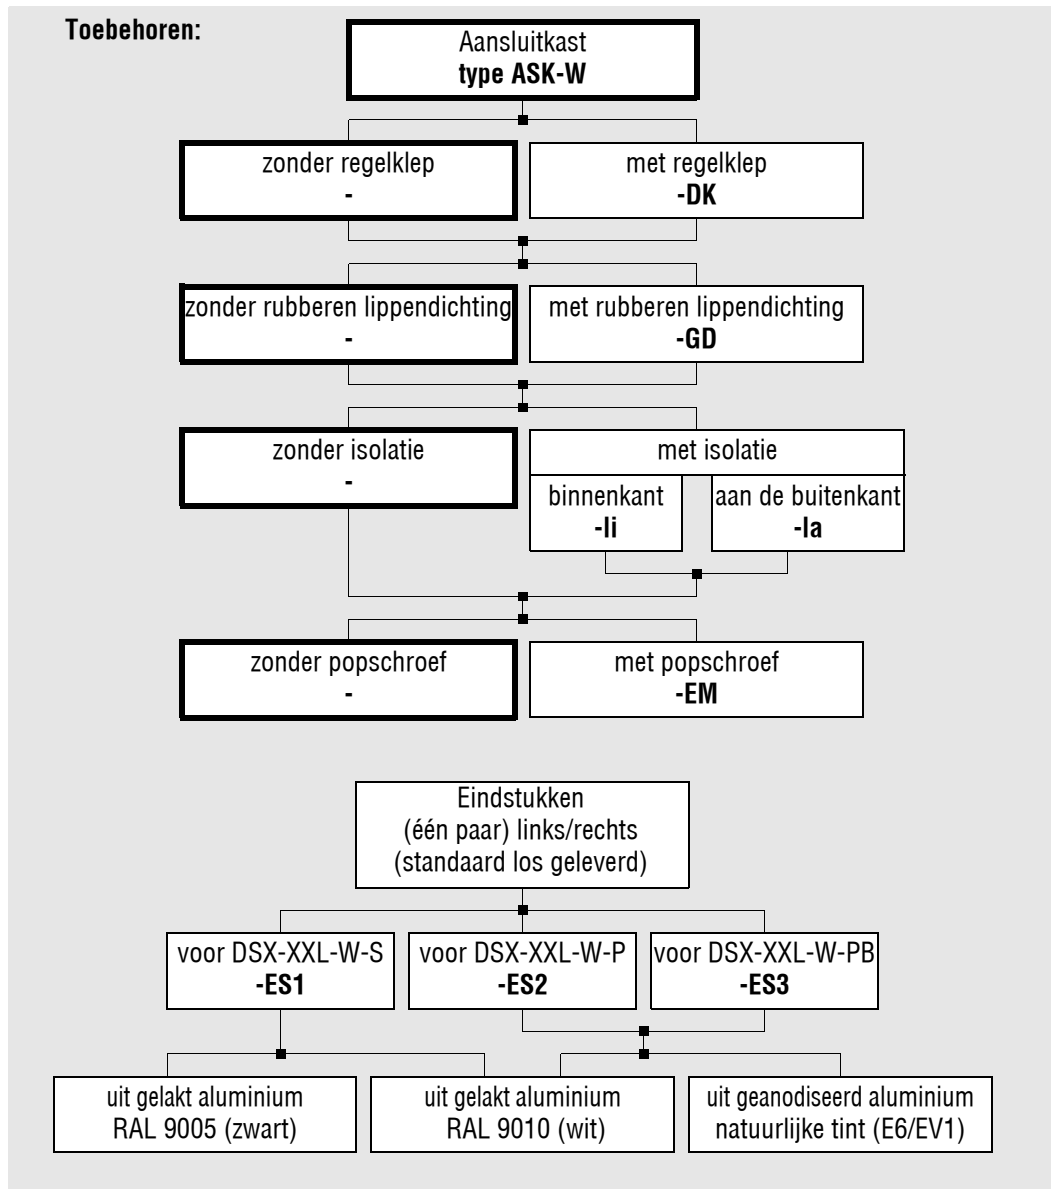 Toebehoren:
Aansluitkast
type ASK-W
zonder regelklep
-
met regelklep
-DK
zonder rubberen lippendichting
-
met rubberen lippendichting
-GD
zonder isolatie
-
met isolatie
binnenkant
-Ii
aan de buitenkant
-Ia
zonder popschroef
-
met popschroef
-EM
Eindstukken
(één paar) links/rechts
(standaard los geleverd)
voor DSX-XXL-W-S
-ES1
voor DSX-XXL-W-P
-ES2
voor DSX-XXL-W-PB
-ES3
uit gelakt aluminium
RAL 9005 (zwart)
uit gelakt aluminium
RAL 9010 (wit)
uit geanodiseerd aluminium
natuurlijke tint (E6/EV1)